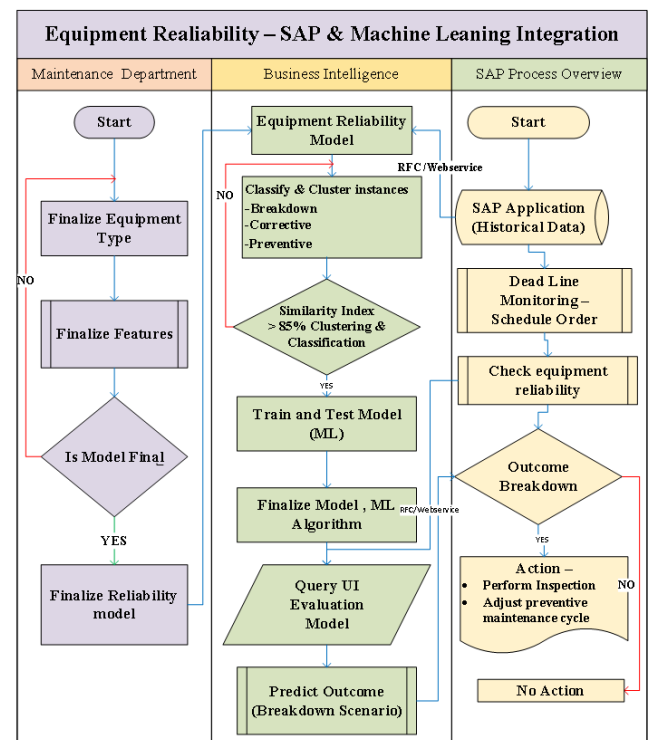 Equipment Realiability – SAP & Machine Leaning Integration
Maintenance Department
Business Intelligence
SAP Process Overview
Start
Finalize Equipment
Type
NO
Finalize Features
Is Model Final
YES
Finalize Reliability
model
Equipment Reliability
Model
NO
Classify & Cluster instances
-Breakdown
-Corrective
-Preventive
Similarity Index
> 85% Clustering &
Classification
YES
Train and Test Model
(ML)
Finalize Model , ML
Algorithm
RFC/Webservice
Query UI
Evaluation
Model
Predict Outcome
(Breakdown Scenario)
Start
RFC/Webservice
SAP Application
(Historical Data)
Dead Line
Monitoring –
Schedule Order
Check equipment
reliability
Outcome
Breakdown
YES
NO
Action –
• Perform Inspection
• Adjust preventive
maintenance cycle
No Action